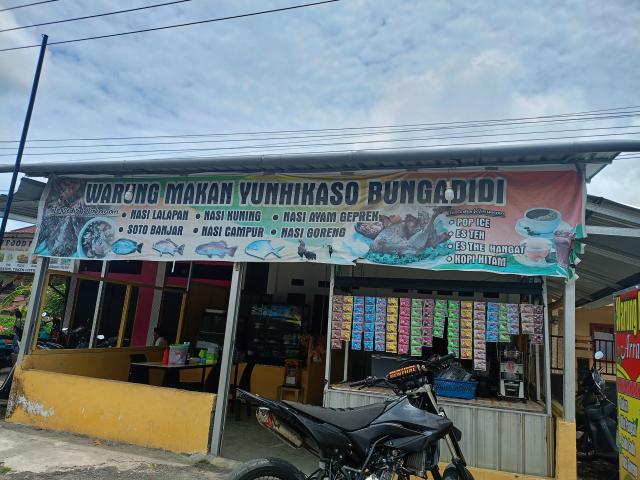 WARUNG MAKAN YUNHIKASO BUNGADIDI
• NASI LALAPAN • NASI KUNING • NASI AYAM GEPREK
• SOTO BANJAR • NASI CAMPUR • NASI GORENG
• POP ICE
• ES TEH
• ES THE HANGAT
• KOPI HITAM
FOOD